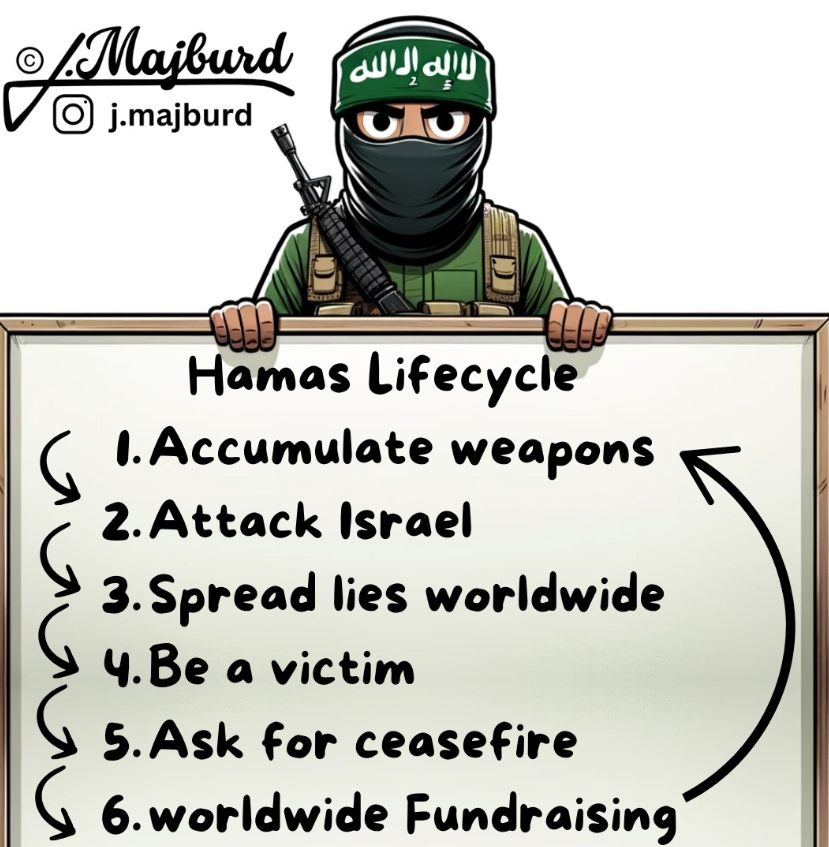 © J.Majburd
j.majburd
لا إله إلا الله
Hamas Lifecycle
1. Accumulate weapons
2. Attack Israel
3. Spread lies worldwide
4. Be a victim
5. Ask for ceasefire
6. worldwide Fundraising